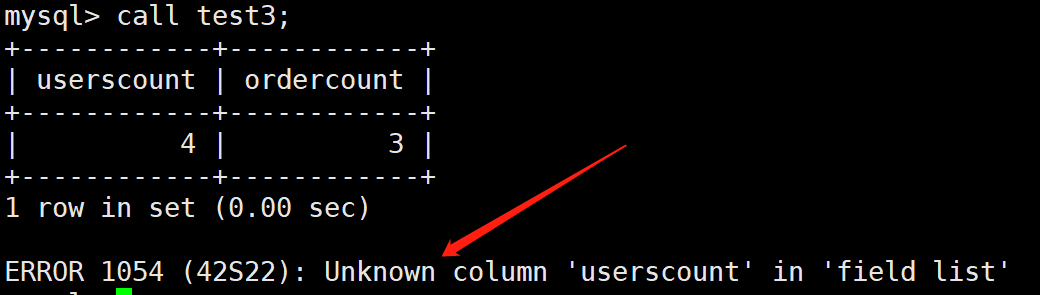 mysql> call test3;
+------------+------------+
| userscount | ordercount |
+------------+------------+
|          4 |          3 |
+------------+------------+
1 row in set (0.00 sec)
ERROR 1054 (42S22): Unknown column 'userscount' in 'field list'